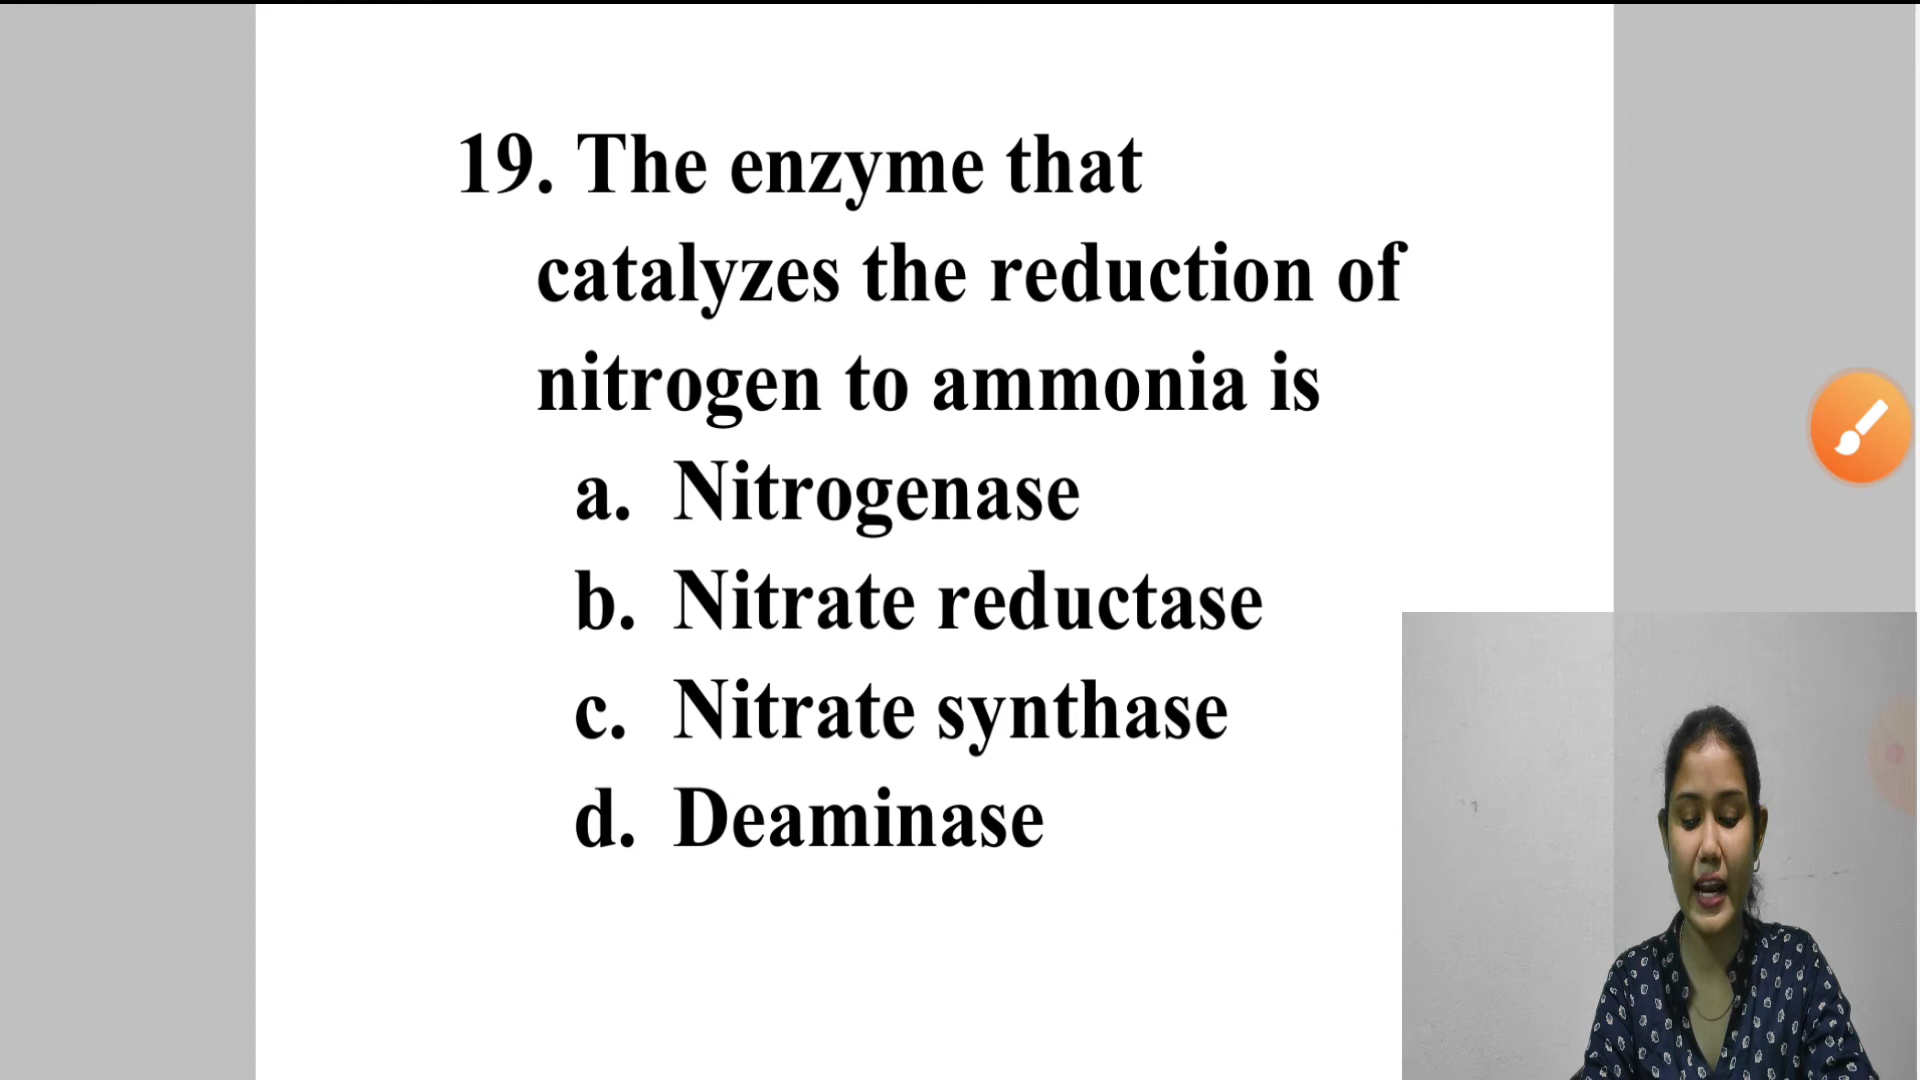 19. The enzyme that
catalyzes the reduction of
nitrogen to ammonia is
a. Nitrogenase
b. Nitrate reductase
c. Nitrate synthase
d. Deaminase